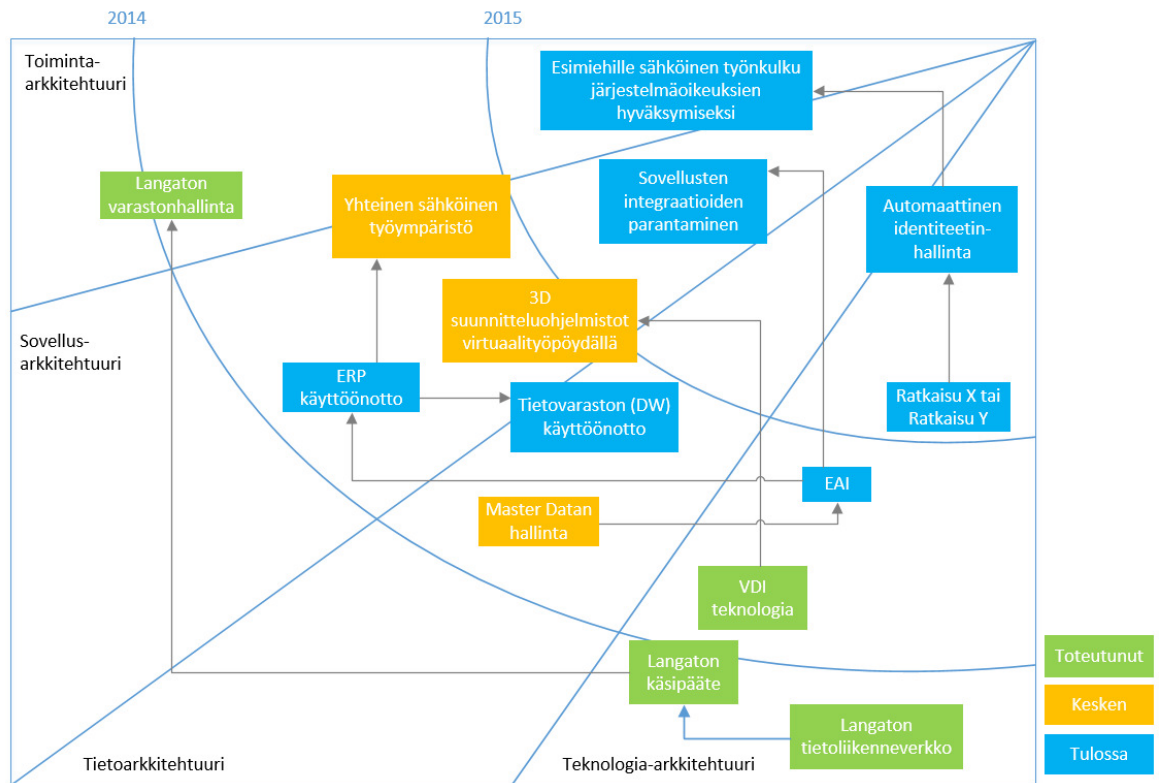 2014
2015
Toiminta-
arkkitehtuuri
Esimiehille sähköinen työnkulku
järjestelmäoikeuksien
hyväksymiseksi
Langaton
varastonhallinta
Yhteinen sähköinen
työympäristö
Sovellusten
integraatioiden
parantaminen
Automaattinen
identiteetin-
hallinta
Sovellus-
arkkitehtuuri
3D
suunnitteluohjelmistot
virtuaalityöpöydällä
ERP
käyttöönotto
Tietovaraston (DW)
käyttöönotto
Ratkaisu X tai
Ratkaisu Y
EAI
Master Datan
hallinta
VDI
teknologia
Langaton
käsipääte
Langaton
tietoliikenneverkko
Tietoarkkitehtuuri
Teknologia-arkkitehtuuri
Toteutunut
Kesken
Tulossa